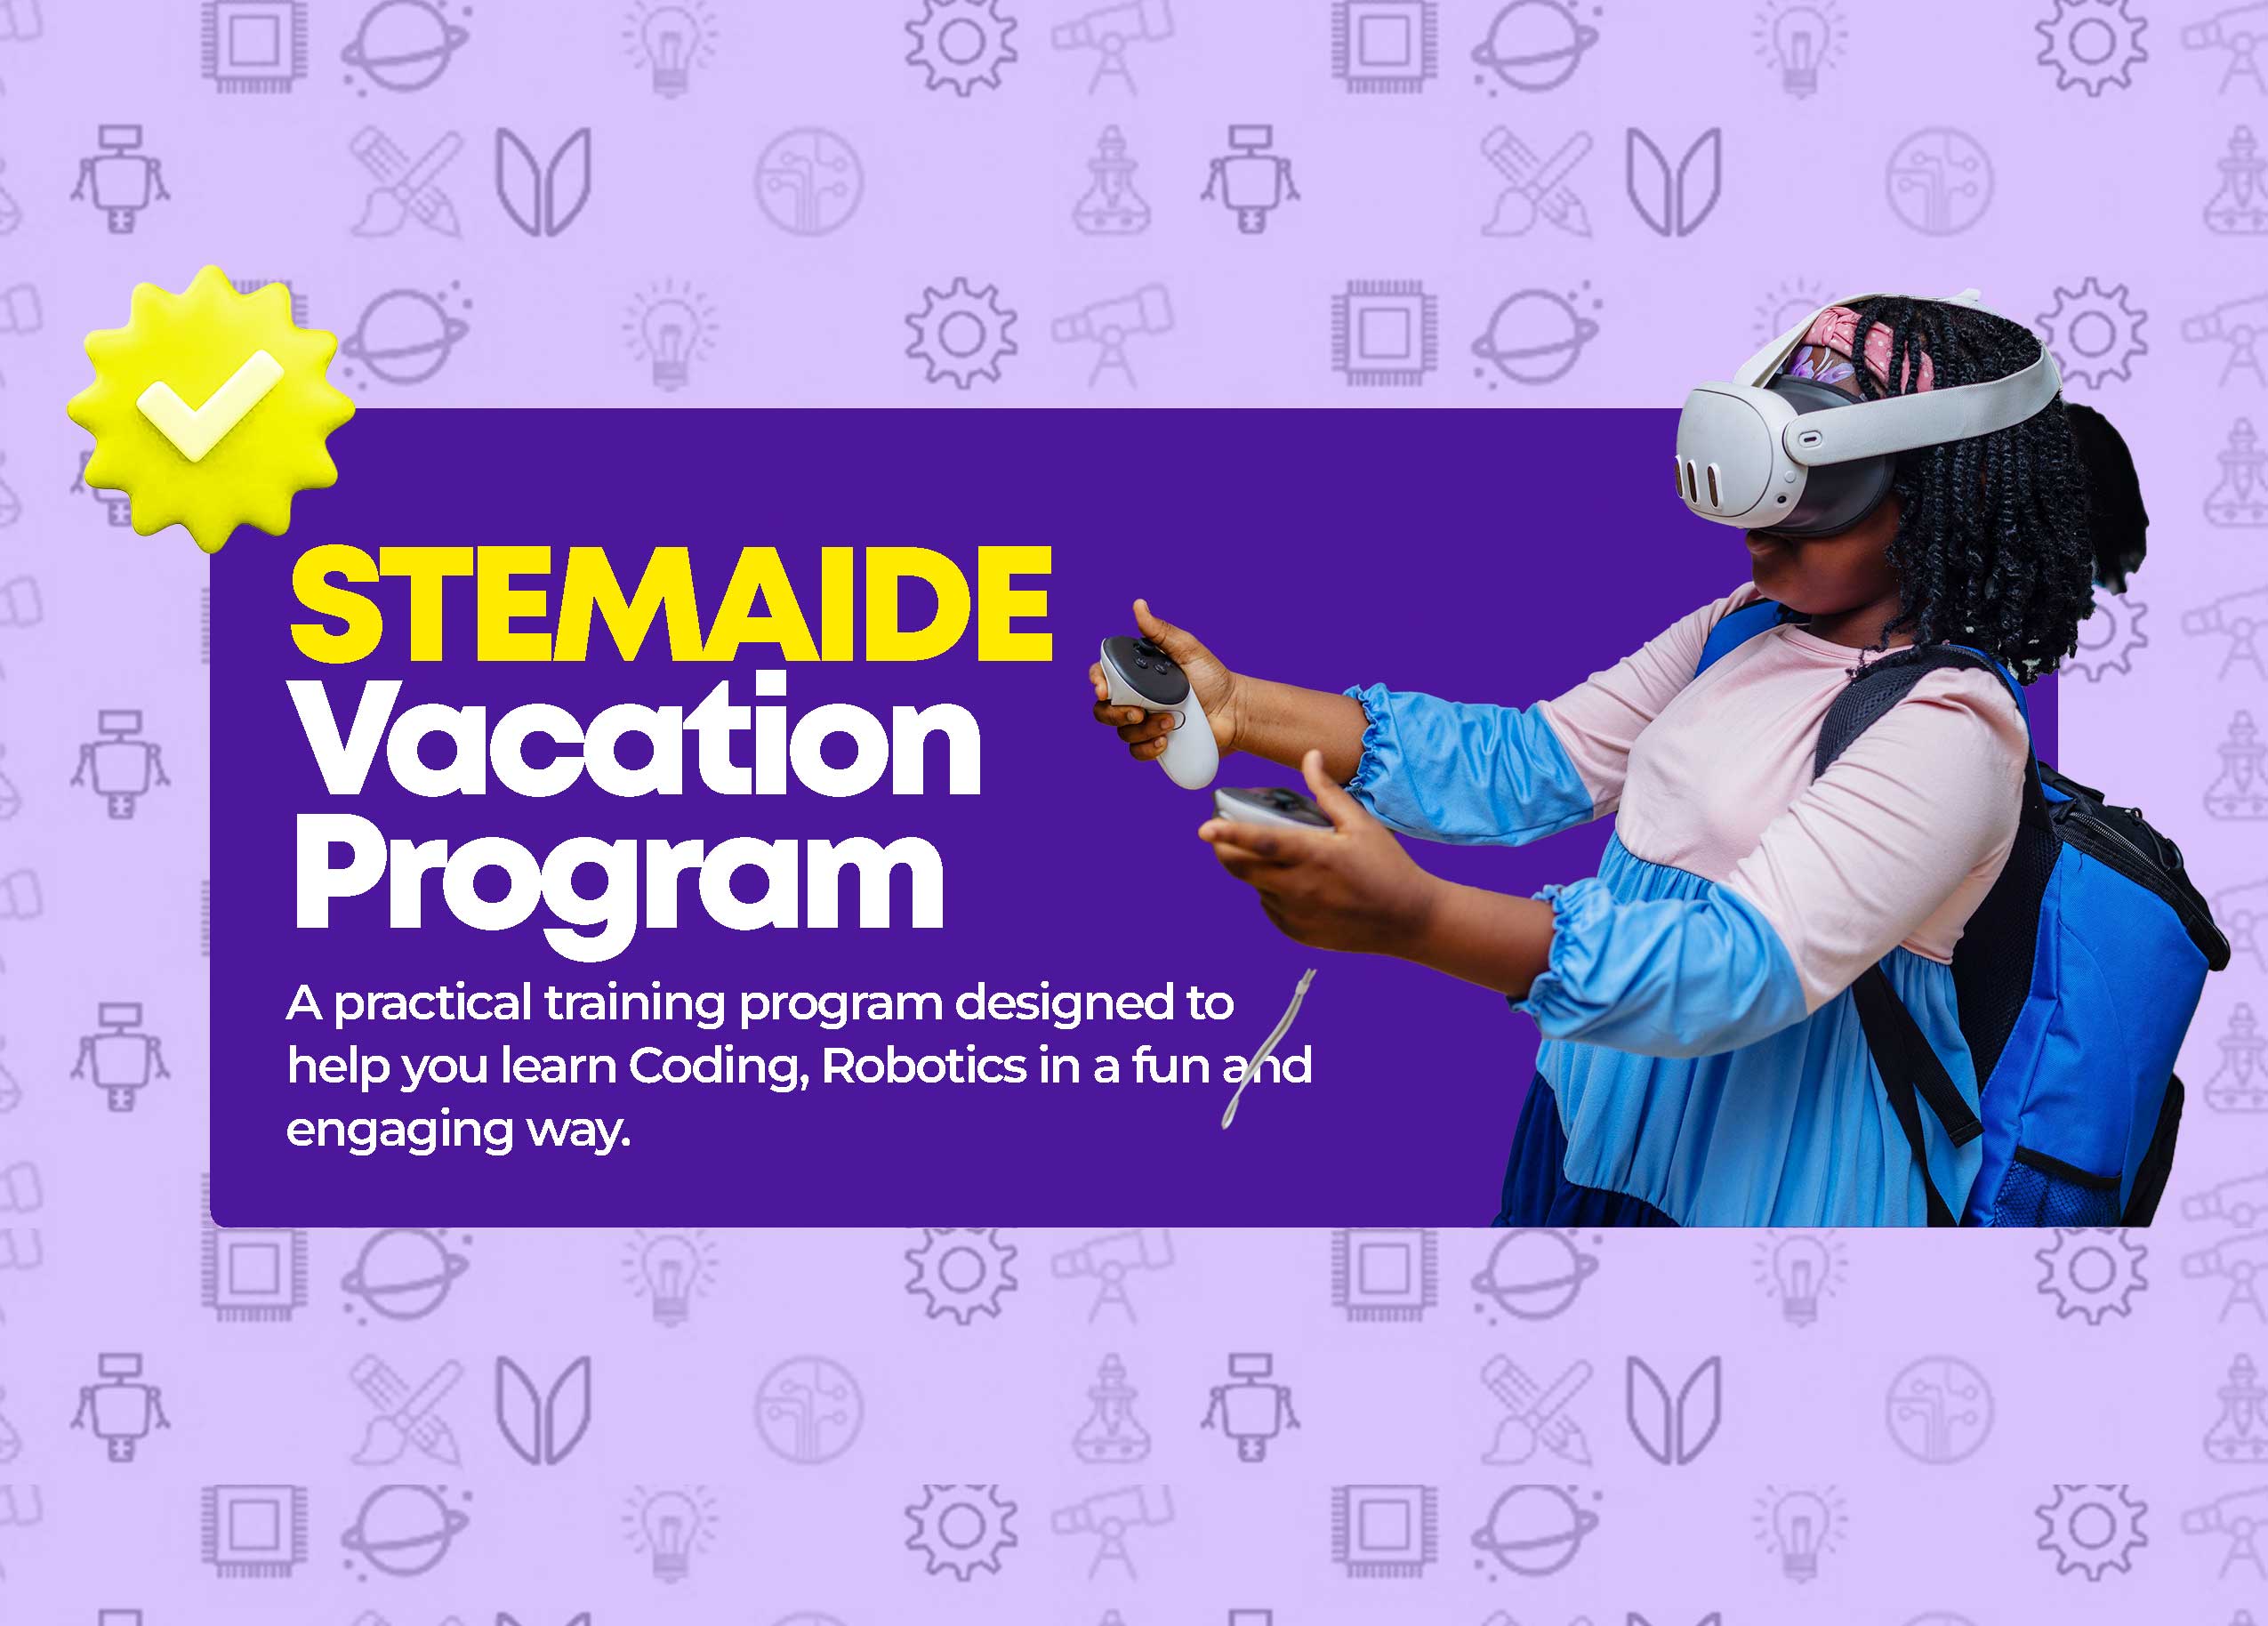 STEMAIDE
Vacation
Program
A practical training program designed to
help you learn Coding, Robotics in a fun and
engaging way.